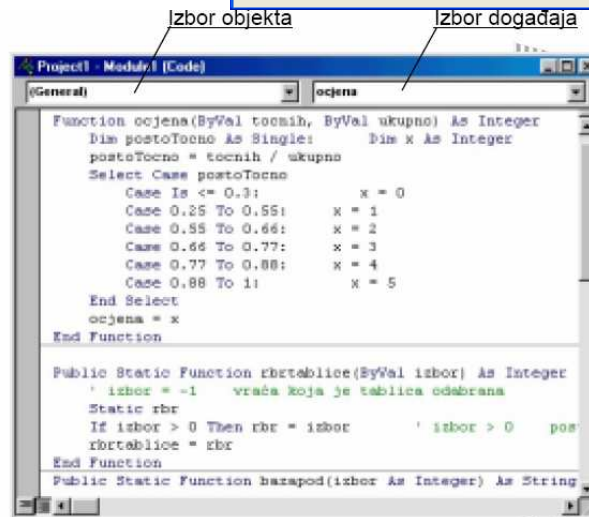 Izbor objekta
Izbor događaja
Project1 - Modulo1 (Code)
(General)
ocjena
Function ocjena(ByVal tocnih, ByVal ukupno) As Integer
Dim postoTocno As Single: Dim x As Integer
postoTocno = tocnih / ukupno
Select Case postoTocno
Case Is <= 0.3: x = 0
Case 0.25 To 0.55: x = 1
Case 0.55 To 0.66: x = 2
Case 0.66 To 0.77: x = 3
Case 0.77 To 0.88: x = 4
Case 0.88 To 1: x = 5
End Select
ocjena = x
End Function
Public Static Function rbrtablice(ByVal izbor) As Integer
' izbor = -1 vraća koja je tablica odabrana
Static rbr
If izbor > 0 Then rbr = izbor ' izbor > 0
rbrtablice = rbr
End Function
Public Static Function bazapod(izbor As Integer) As String